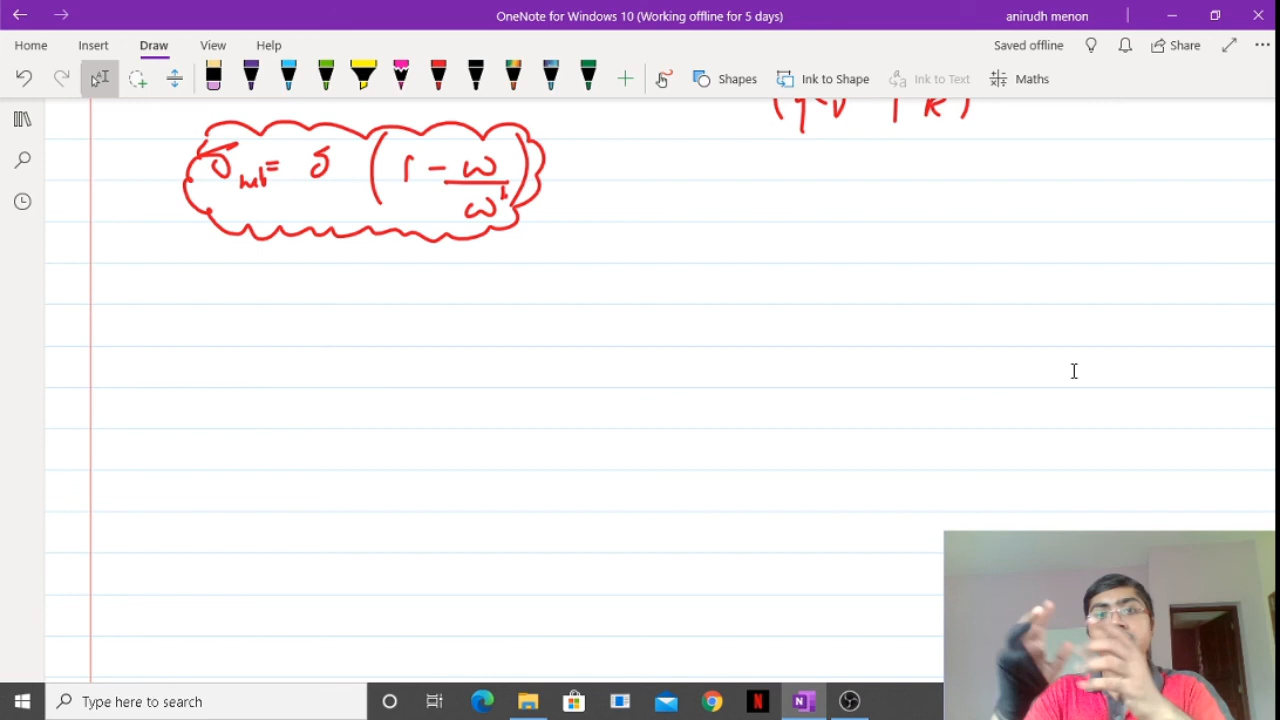 OneNote for Windows 10 (Working offline for 5 days)
anirudh menon
Home Insert Draw View Help
Saved offline Share
Shapes Ink to Shape Ink to Text Maths
= σ (1 - ω / ω
Type here to search